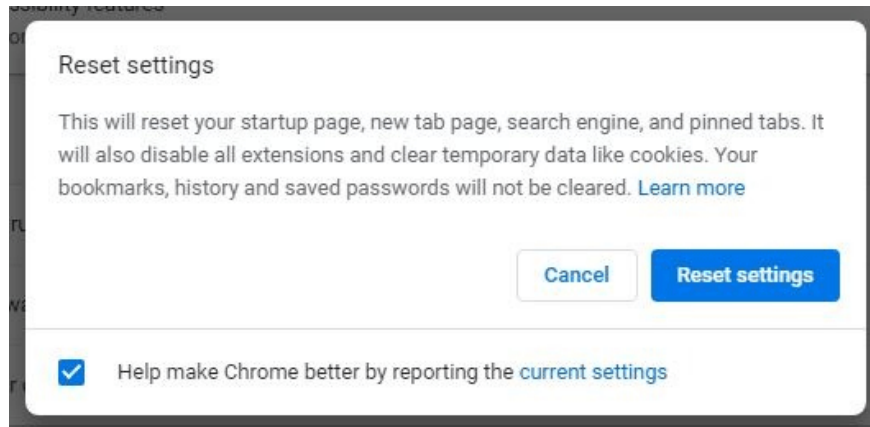 Reset settings
This will reset your startup page, new tab page, search engine, and pinned tabs. It
will also disable all extensions and clear temporary data like cookies. Your
bookmarks, history and saved passwords will not be cleared. Learn more
Cancel Reset settings
Help make Chrome better by reporting the current settings